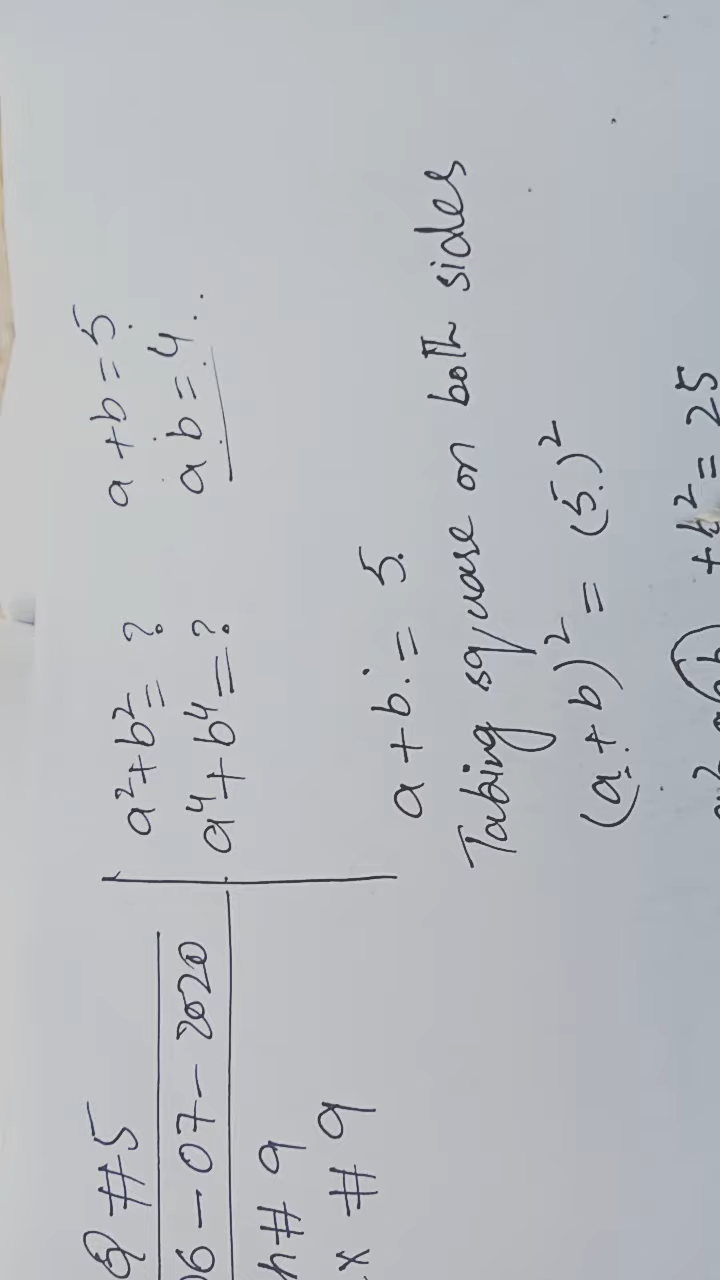 Q #5
06-07-2020
h# 9
x # 9
a²+b²= ? a+b=5
a⁴+b⁴=? ab=4
a+b=5
Taking square on both sides
(a+b)²=(5)²
+b²=25